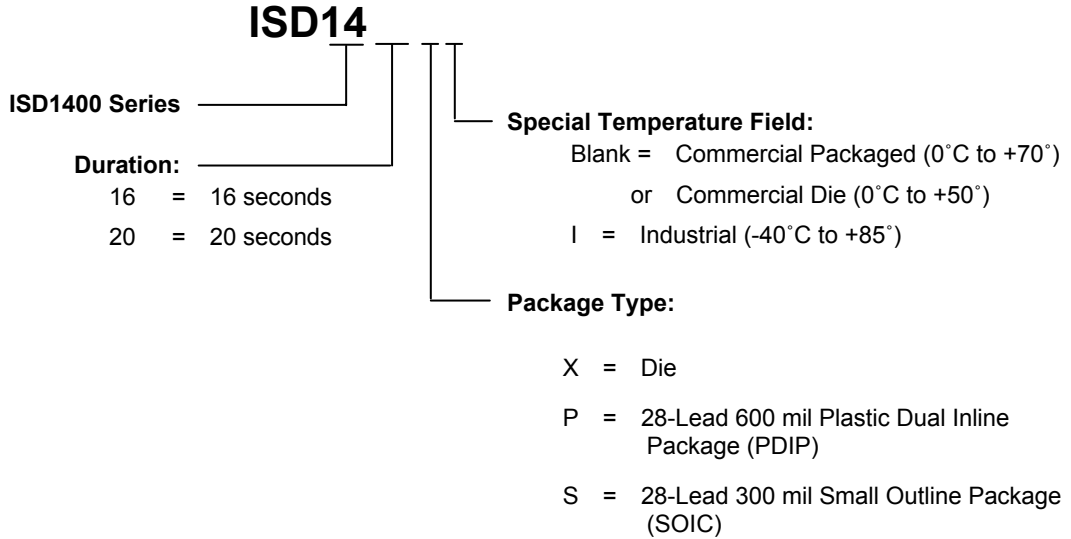 ISD14
ISD1400 Series
Duration:
16 = 16 seconds
20 = 20 seconds
Special Temperature Field:
Blank = Commercial Packaged (0˚C to +70˚)
or Commercial Die (0˚C to +50˚)
I = Industrial (-40˚C to +85˚)
Package Type:
X = Die
P = 28-Lead 600 mil Plastic Dual Inline
Package (PDIP)
S = 28-Lead 300 mil Small Outline Package
(SOIC)